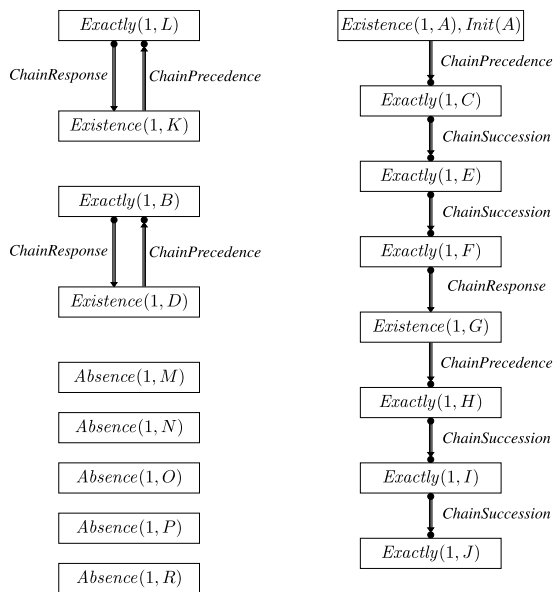 Exactly(1, L)
ChainResponse
ChainPrecedence
Existence(1, K)
Exactly(1, B)
ChainResponse
ChainPrecedence
Existence(1, D)
Absence(1, M)
Absence(1, N)
Absence(1, O)
Absence(1, P)
Absence(1, R)
Existence(1, A), Init(A)
ChainPrecedence
Exactly(1, C)
ChainSuccession
Exactly(1, E)
ChainSuccession
Exactly(1, F)
ChainResponse
Existence(1, G)
ChainPrecedence
Exactly(1, H)
ChainSuccession
Exactly(1, I)
ChainSuccession
Exactly(1, J)